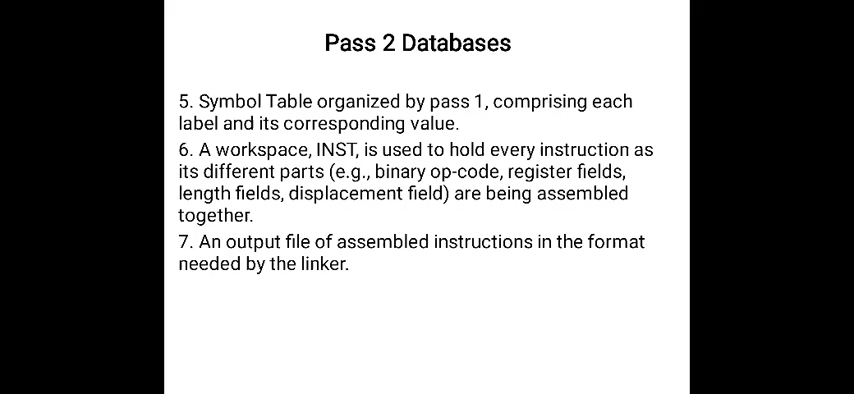 Pass 2 Databases
5. Symbol Table organized by pass 1, comprising each
label and its corresponding value.
6. A workspace, INST, is used to hold every instruction as
its different parts (e.g., binary op-code, register fields,
length fields, displacement field) are being assembled
together.
7. An output file of assembled instructions in the format
needed by the linker.